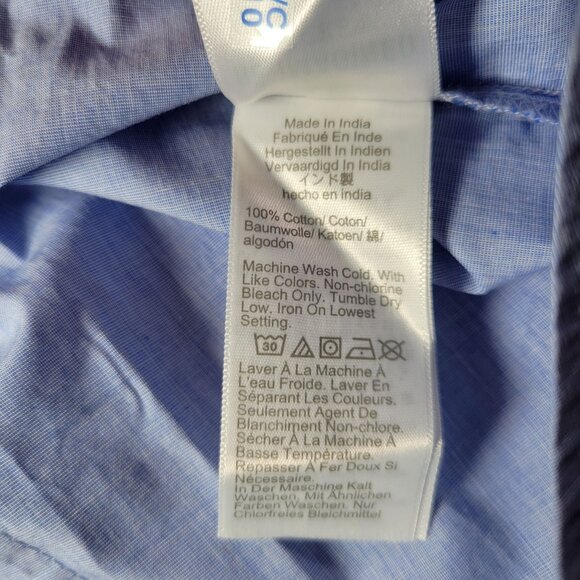 Made In India
Fabriqué En Inde
Hergestellt In Indien
Vervaardigd In India
インド製
hecho en india
100% Cotton/ Coton/
Baumwolle/ Katoen/ 綿/
algodón
Machine Wash Cold. With
Like Colors. Non-chlorine
Bleach Only. Tumble Dry
Low. Iron On Lowest
Setting.
30
Laver À La Machine À
L'eau Froide. Laver En
Séparant Les Couleurs.
Seulement Agent De
Blanchiment Non-chlore.
Sécher À La Machine À
Basse Température.
Repasser À Fer Doux Si
Nécessaire.
In Der Maschine Kalt
Waschen. Mit Ähnlichen
Farben Waschen. Nur
Chlorfreies Bleichmittel